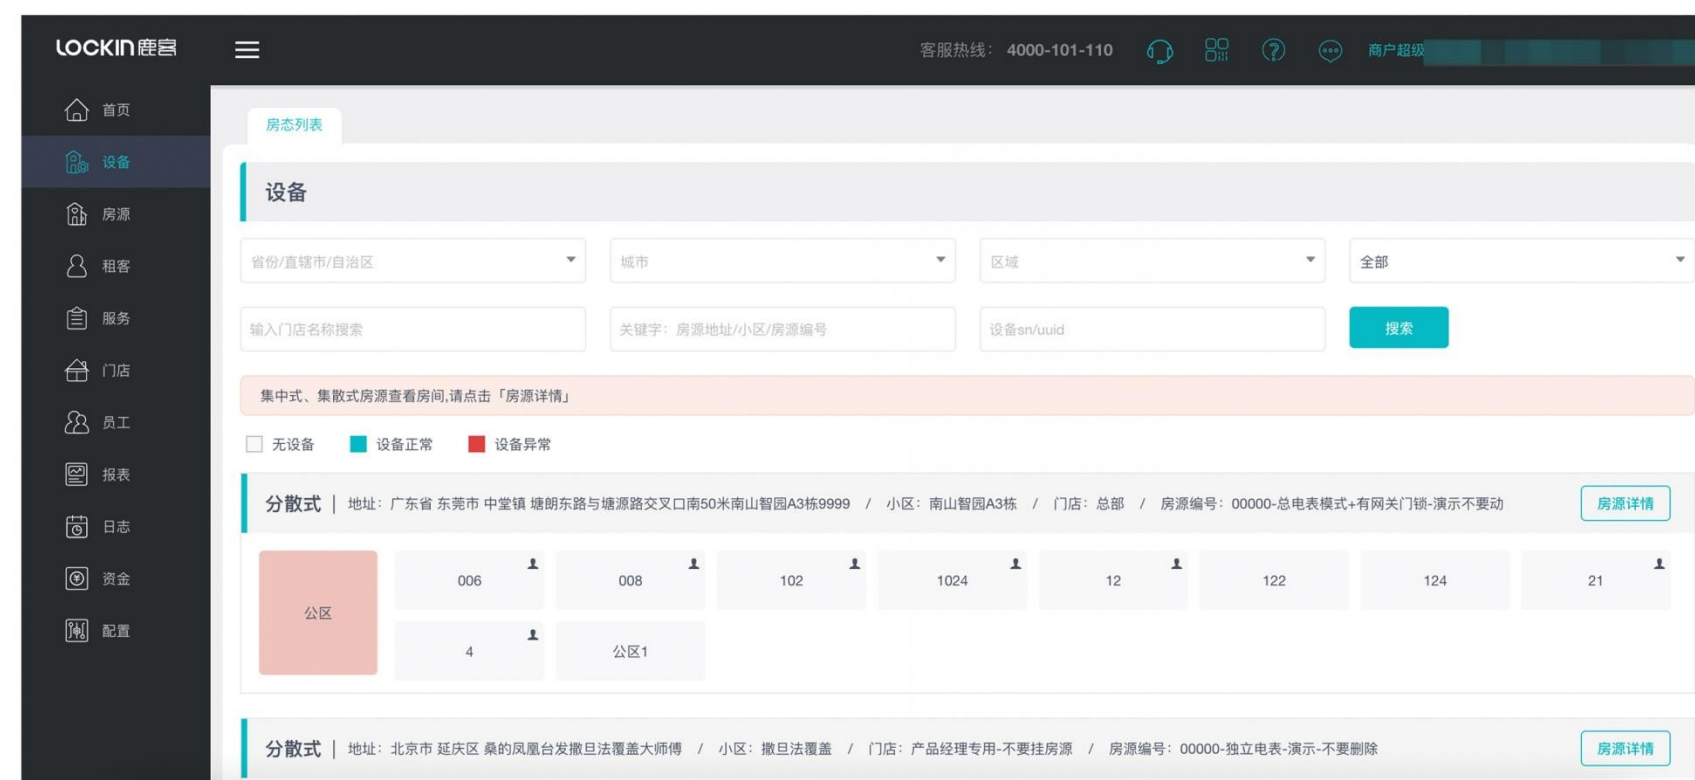 LOCKIN鹿客
客服热线：4000-101-110
商户超级
首页
设备
房源
租客
服务
门店
员工
报表
日志
资金
配置
房态列表
设备
省份/直辖市/自治区 城市 区域 全部
输入门店名称搜索 关键字：房源地址/小区/房源编号 设备sn/uuid 搜索
集中式、集散式房源查看房间,请点击「房源详情」
无设备 设备正常 设备异常
分散式 | 地址：广东省 东莞市 中堂镇 塘朗东路与塘源路交叉口南50米南山智园A3栋9999 / 小区：南山智园A3栋 / 门店：总部 / 房源编号：00000-总电表模式+有网关门锁-演示不要动 房源详情
公区
006 008 102 1024 12 122 124 21
4 公区1
分散式 | 地址：北京市 延庆区 桑的凤凰台发撒旦法覆盖大师傅 / 小区：撒旦法覆盖 / 门店：产品经理专用-不要挂房源 / 房源编号：00000-独立电表-演示-不要删除 房源详情